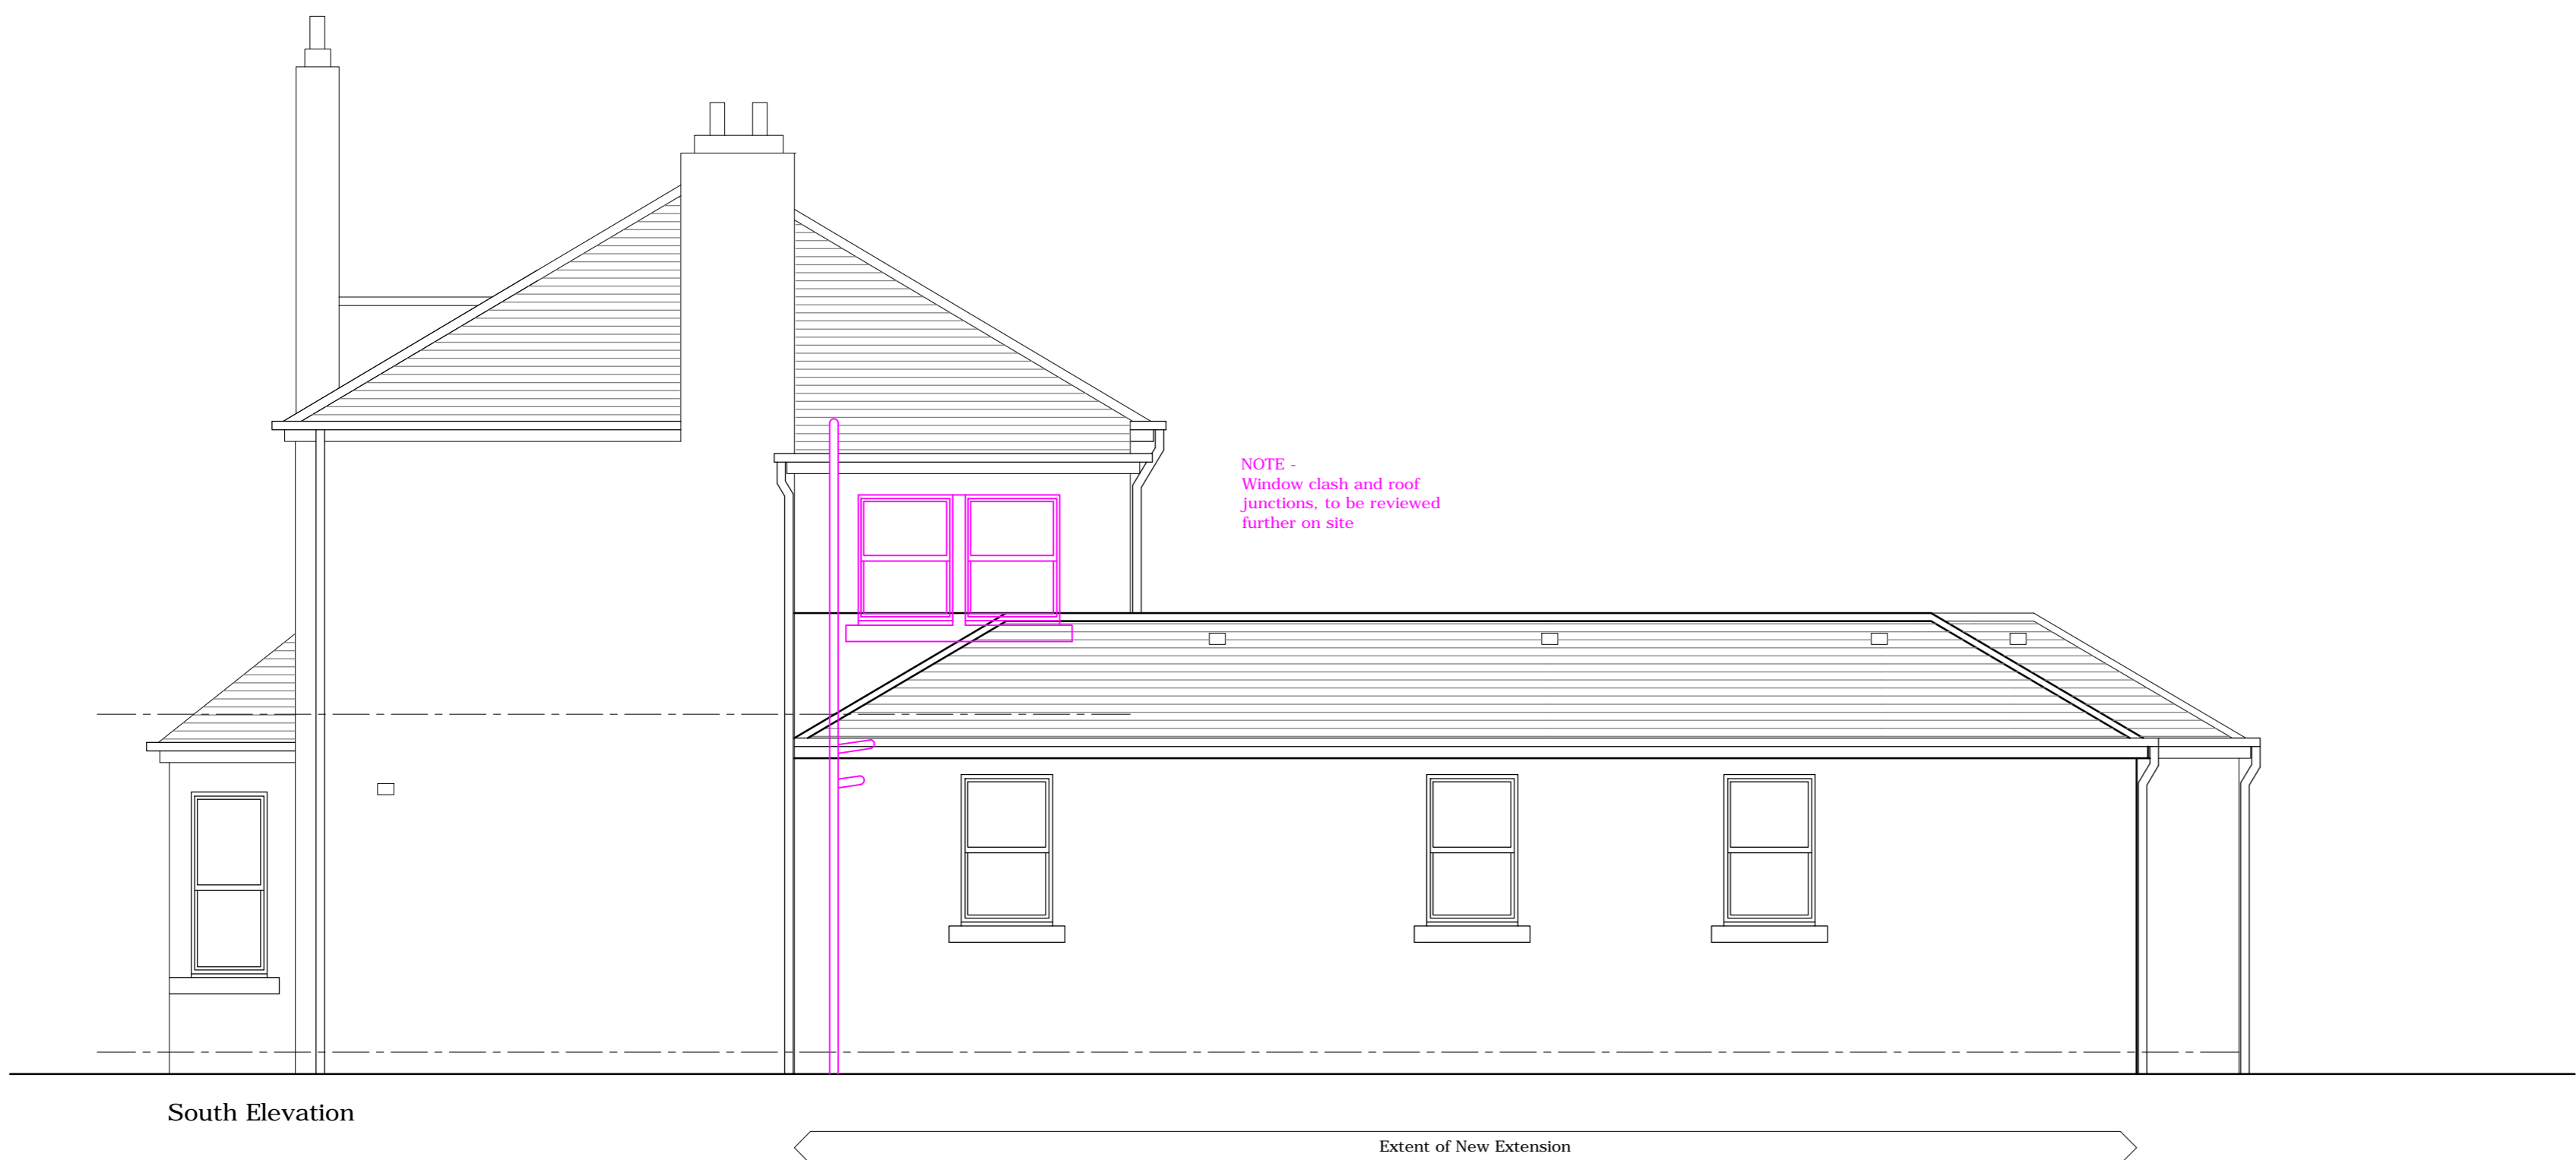 NOTE -
Window clash and roof
junctions, to be reviewed
further on site
South Elevation
Extent of New Extension